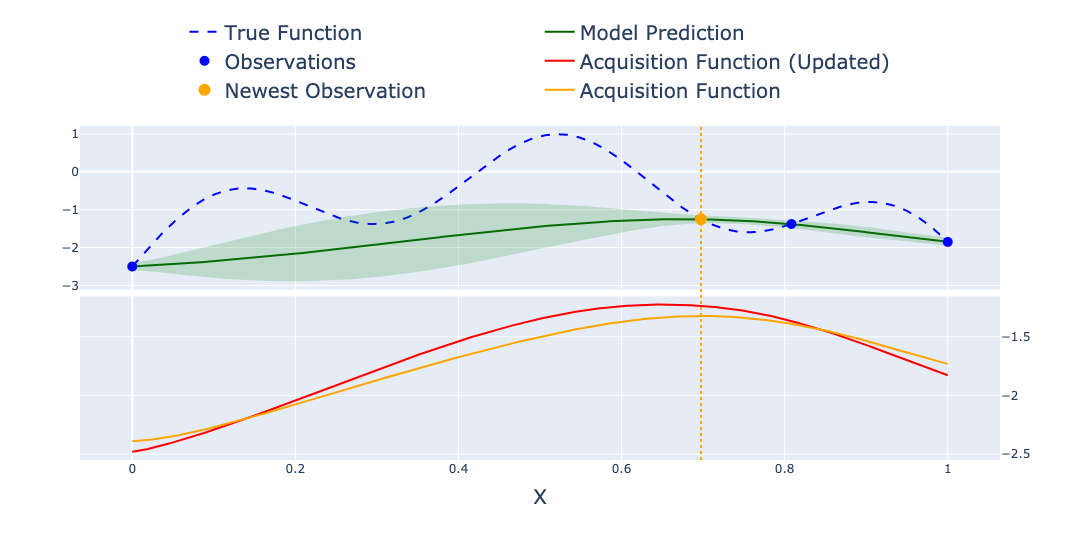 True Function
Model Prediction
Observations
Acquisition Function (Updated)
Newest Observation
Acquisition Function
1
0
−1
−2
−3
−1.5
−2
−2.5
0 0.2 0.4 0.6 0.8 1
X